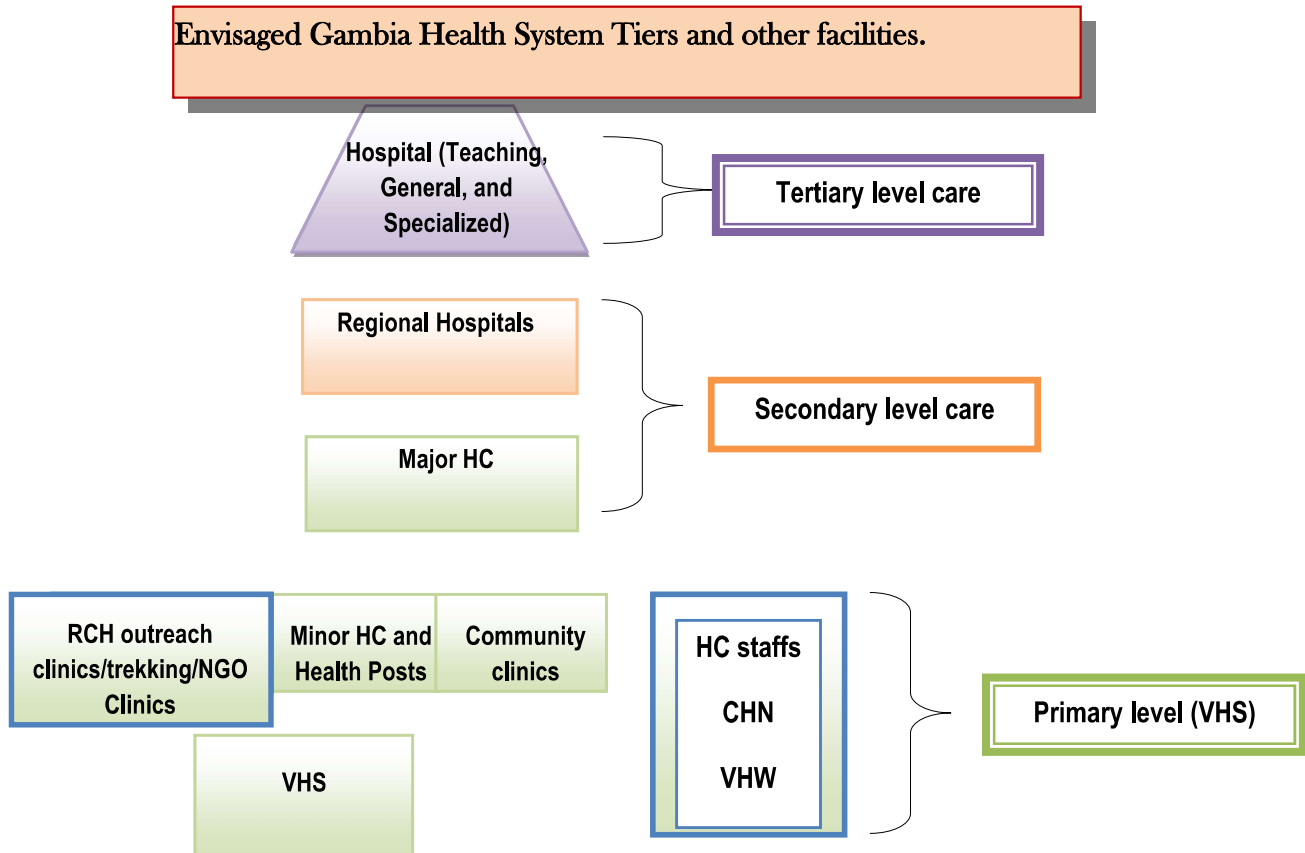 Envisaged Gambia Health System Tiers and other facilities.
Hospital (Teaching,
General, and
Specialized)
Tertiary level care
Regional Hospitals
Secondary level care
Major HC
RCH outreach
clinics/trekking/NGO
Clinics
Minor HC and
Health Posts
Community
clinics
HC staffs
CHN
VHW
Primary level (VHS)
VHS